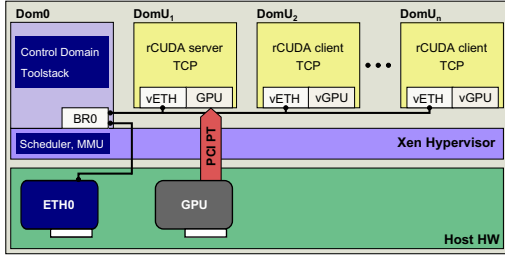 Dom0
DomU1
DomU2
DomUn
Control Domain
Toolstack
rCUDA server
TCP
rCUDA client
TCP
rCUDA client
TCP
vETH
GPU
vETH
vGPU
vETH
vGPU
BR0
Scheduler, MMU
Xen Hypervisor
PCI PT
ETH0
GPU
Host HW